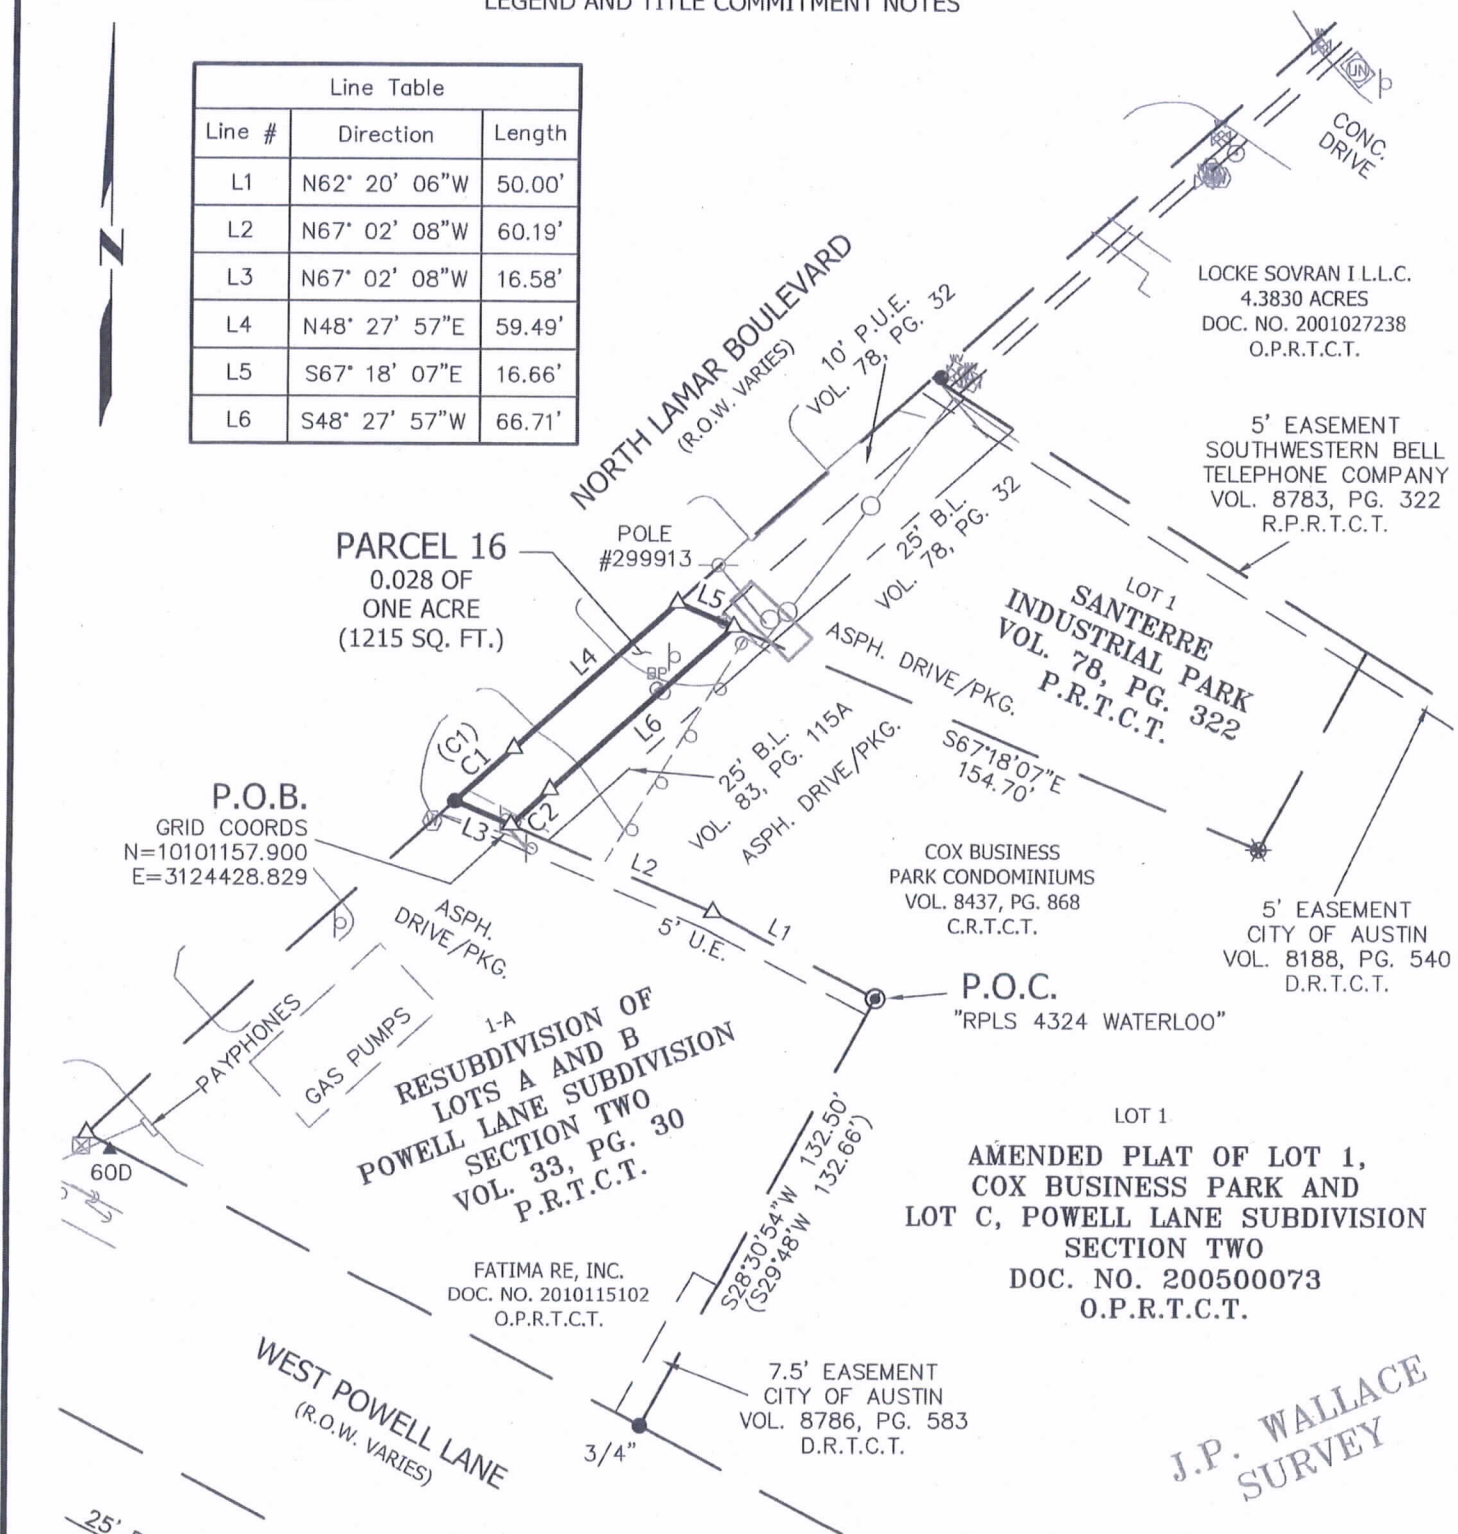 LEGEND AND TITLE COMMITMENT NOTES
Line Table
Line # Direction Length
L1 N62° 20' 06"W 50.00'
L2 N67° 02' 08"W 60.19'
L3 N67° 02' 08"W 16.58'
L4 N48° 27' 57"E 59.49'
L5 S67° 18' 07"E 16.66'
L6 S48° 27' 57"W 66.71'
N
UN
CONC.
DRIVE
LOCKE SOVRAN I L.L.C.
4.3830 ACRES
DOC. NO. 2001027238
O.P.R.T.C.T.
NORTH LAMAR BOULEVARD
(R.O.W. VARIES)
10' P.U.E.
VOL. 78, PG. 32
5' EASEMENT
SOUTHWESTERN BELL
TELEPHONE COMPANY
VOL. 8783, PG. 322
R.P.R.T.C.T.
25' B.L.
VOL. 78, PG. 32
PARCEL 16
0.028 OF
ONE ACRE
(1215 SQ. FT.)
POLE
#299913
L5
LOT 1
SANTERRE
INDUSTRIAL PARK
VOL. 78, PG. 322
P.R.T.C.T.
ASPH. DRIVE/PKG.
L4
BP
L6
(C1)
C1
S67°18'07"E
154.70'
25' B.L.
VOL. 83, PG. 115A
ASPH. DRIVE/PKG.
P.O.B.
GRID COORDS
N=10101157.900
E=3124428.829
L3
C2
L2
L1
5' U.E.
COX BUSINESS
PARK CONDOMINIUMS
VOL. 8437, PG. 868
C.R.T.C.T.
5' EASEMENT
CITY OF AUSTIN
VOL. 8188, PG. 540
D.R.T.C.T.
ASPH.
DRIVE/PKG.
P.O.C.
"RPLS 4324 WATERLOO"
PAYPHONES
GAS PUMPS
1-A
RESUBDIVISION OF
LOTS A AND B
POWELL LANE SUBDIVISION
SECTION TWO
VOL. 33, PG. 30
P.R.T.C.T.
60D
S28°30'54"W 132.50'
(S29°48'W 132.66')
LOT 1
AMENDED PLAT OF LOT 1,
COX BUSINESS PARK AND
LOT C, POWELL LANE SUBDIVISION
SECTION TWO
DOC. NO. 200500073
O.P.R.T.C.T.
FATIMA RE, INC.
DOC. NO. 2010115102
O.P.R.T.C.T.
WEST POWELL LANE
(R.O.W. VARIES)
7.5' EASEMENT
CITY OF AUSTIN
VOL. 8786, PG. 583
D.R.T.C.T.
3/4"
J.P. WALLACE
SURVEY
25'